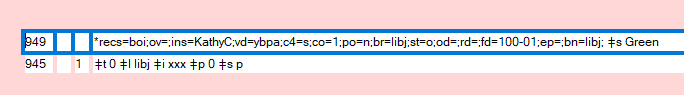 949 *recs=boi;ov=;ins=KathyC;vd=ybpa;c4=s;co=1;po=n;br=libj;st=o;od=;rd=;fd=100-01;ep=;bn=libj; ‡s Green
945 1 ‡t 0 ‡l libj ‡i xxx ‡p 0 ‡s p